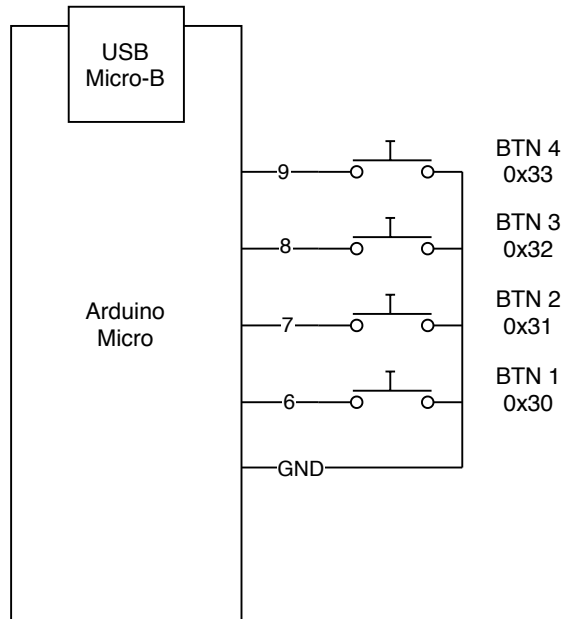 USB
Micro-B
9
BTN 4
0x33
8
BTN 3
0x32
Arduino
Micro
7
BTN 2
0x31
6
BTN 1
0x30
GND